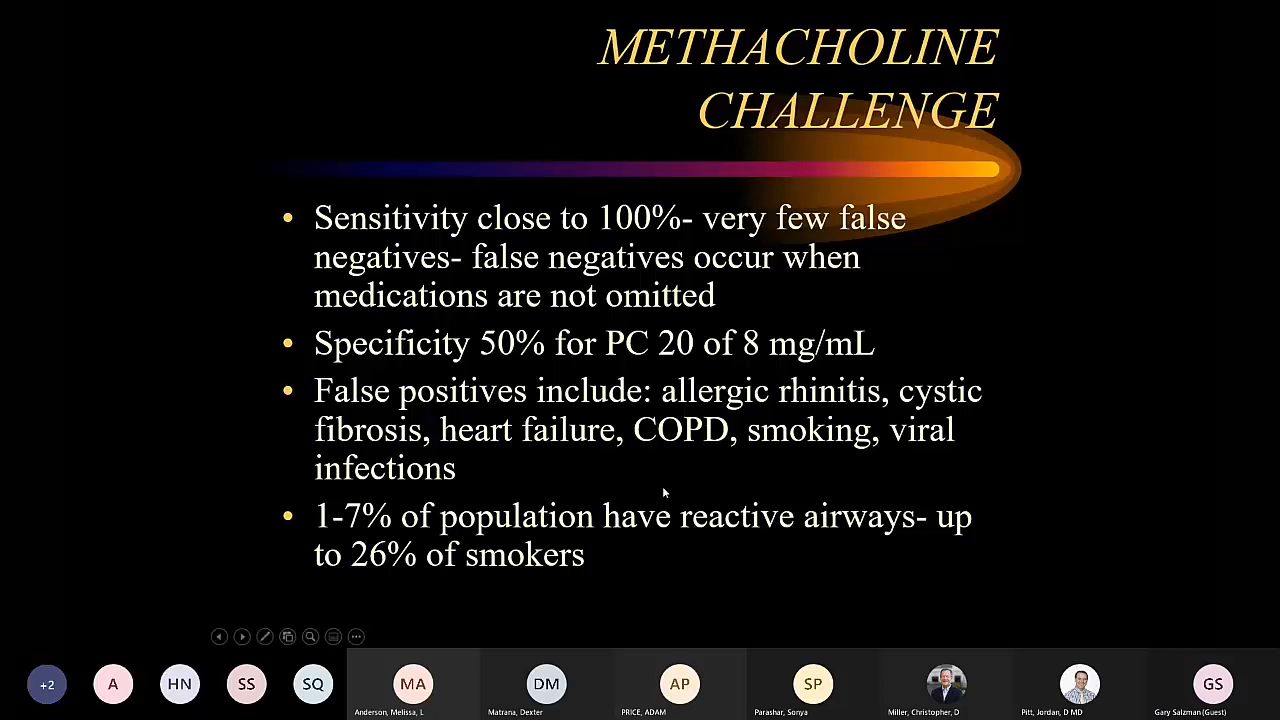 METHACHOLINE
CHALLENGE
• Sensitivity close to 100%- very few false
negatives- false negatives occur when
medications are not omitted
• Specificity 50% for PC 20 of 8 mg/mL
• False positives include: allergic rhinitis, cystic
fibrosis, heart failure, COPD, smoking, viral
infections
• 1-7% of population have reactive airways- up
to 26% of smokers
+2
A
HN
SS
SQ
MA
DM
AP
SP
GS
Anderson, Melissa, L
Matrana, Dexter
PRICE, ADAM
Parashar, Sonya
Miller, Christopher, D
Pitt, Jordan, D MD
Gary Salzman (Guest)